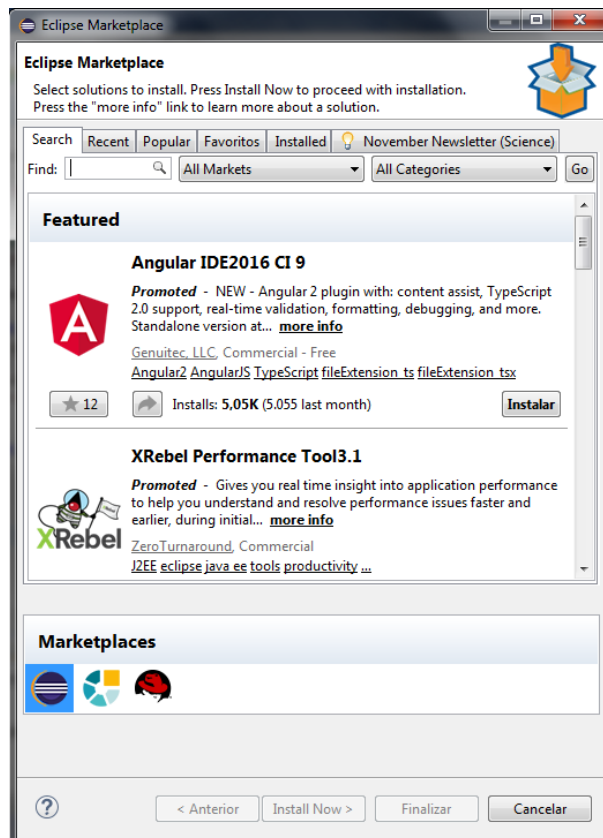 Eclipse Marketplace
Eclipse Marketplace
Select solutions to install. Press Install Now to proceed with installation.
Press the "more info" link to learn more about a solution.
Search Recent Popular Favoritos Installed November Newsletter (Science)
Find: All Markets All Categories Go
Featured
Angular IDE2016 CI 9
Promoted - NEW - Angular 2 plugin with: content assist, TypeScript
2.0 support, real-time validation, formatting, debugging, and more.
Standalone version at... more info
Genuitec, LLC, Commercial - Free
Angular2 AngularJS TypeScript fileExtension_ts fileExtension_tsx
12 Installs: 5,05K (5.055 last month) Instalar
XRebel Performance Tool3.1
Promoted - Gives you real time insight into application performance
to help you understand and resolve performance issues faster and
earlier, during initial... more info
XRebel
ZeroTurnaround, Commercial
J2EE eclipse java ee tools productivity ...
Marketplaces
< Anterior Install Now > Finalizar Cancelar